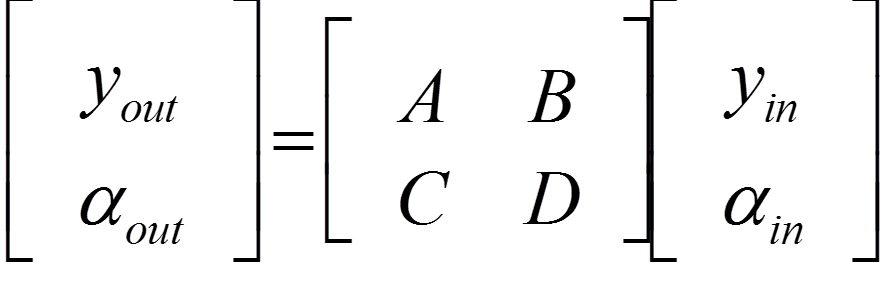 y_out = A B y_in
α_out C D α_in